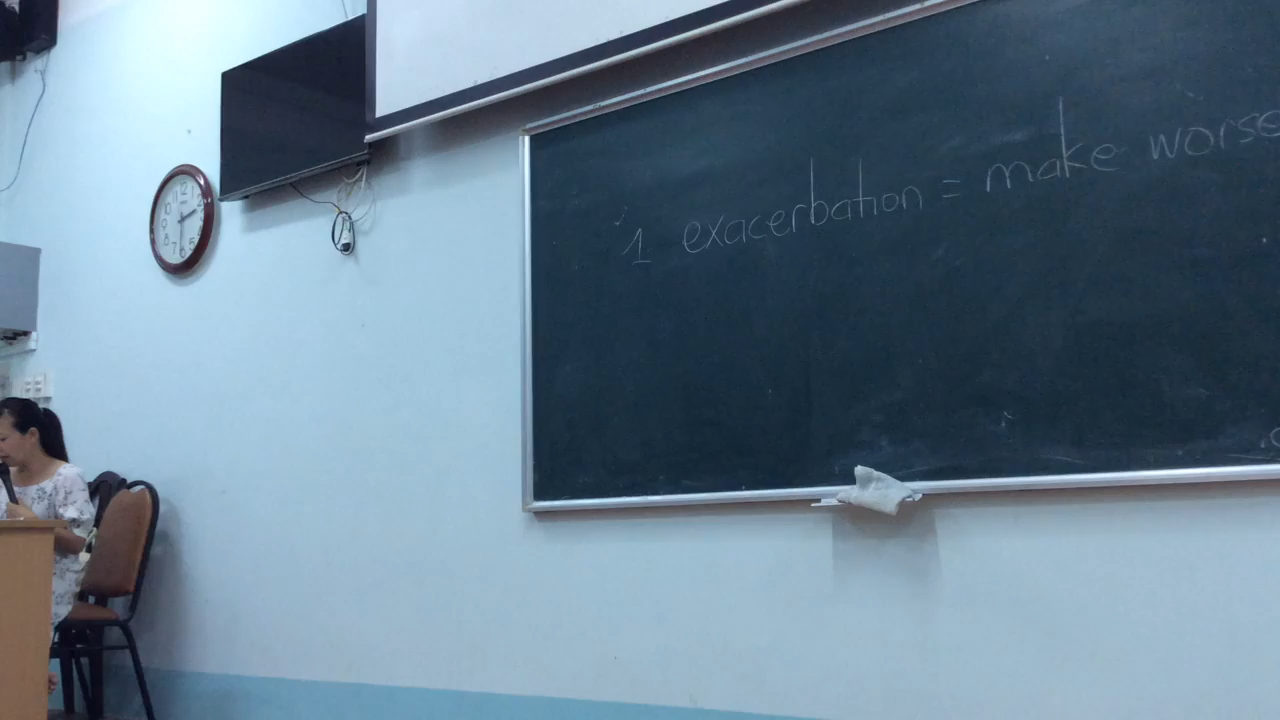 1 exacerbation = make worse